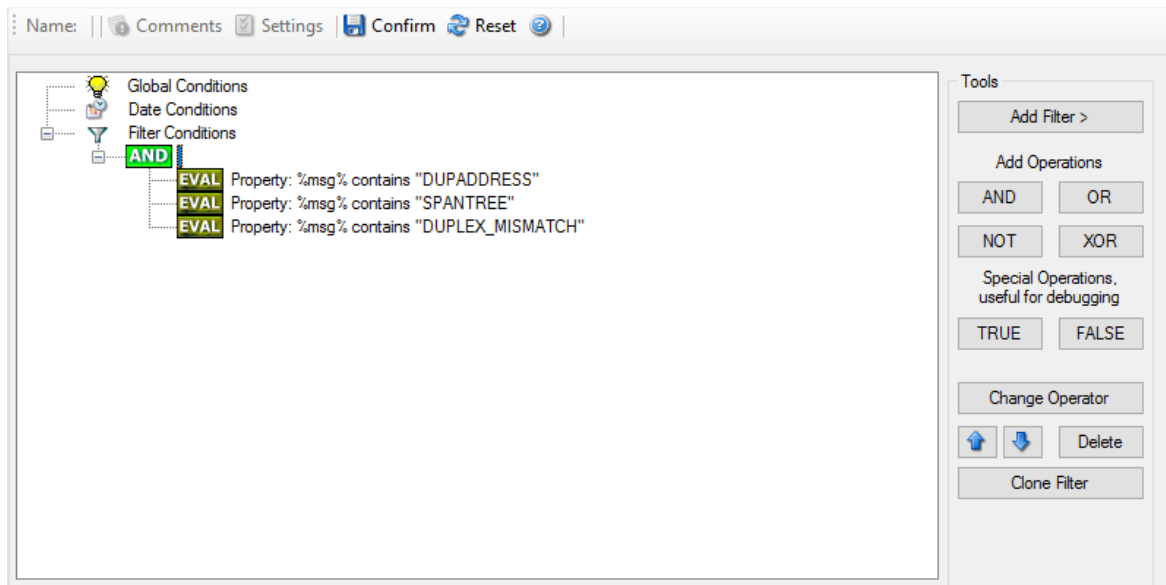 Name: Comments Settings Confirm Reset
Global Conditions
Date Conditions
Filter Conditions
AND
EVAL Property: %msg% contains "DUPADDRESS"
EVAL Property: %msg% contains "SPANTREE"
EVAL Property: %msg% contains "DUPLEX_MISMATCH"
Tools
Add Filter >
Add Operations
AND OR
NOT XOR
Special Operations,
useful for debugging
TRUE FALSE
Change Operator
Delete
Clone Filter